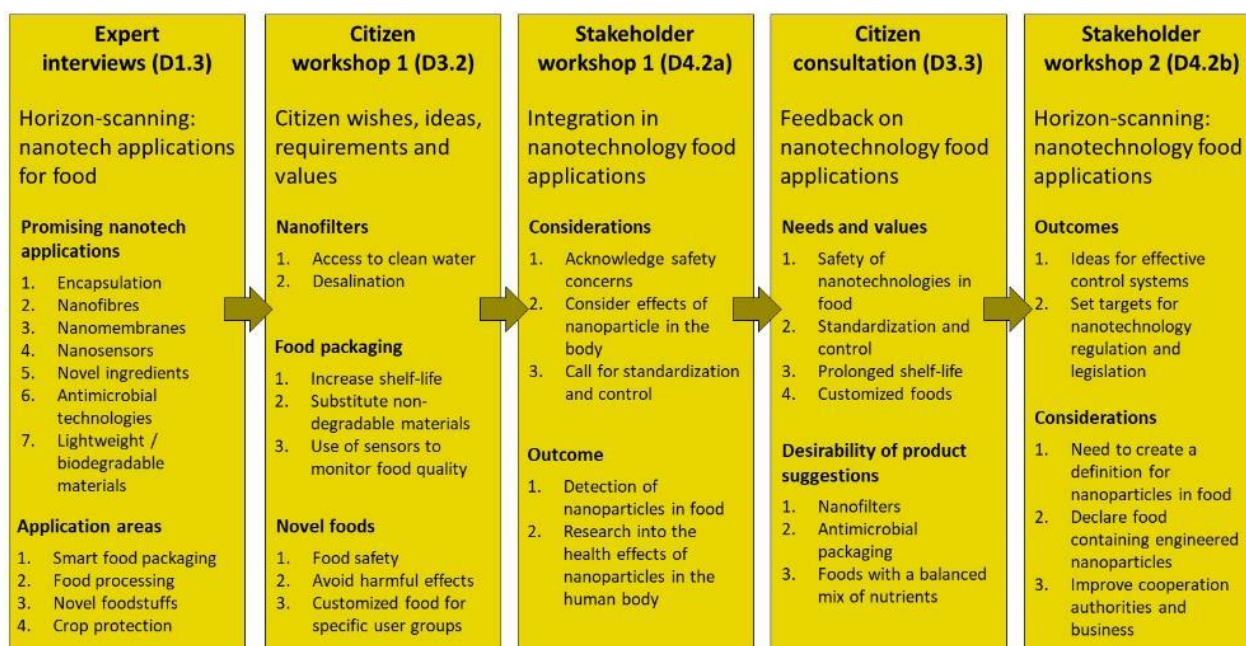 Expert
interviews (D1.3)
Horizon-scanning:
nanotech applications
for food
Promising nanotech
applications
1. Encapsulation
2. Nanofibres
3. Nanomembranes
4. Nanosensors
5. Novel ingredients
6. Antimicrobial
technologies
7. Lightweight /
biodegradable
materials
Application areas
1. Smart food packaging
2. Food processing
3. Novel foodstuffs
4. Crop protection
Citizen
workshop 1 (D3.2)
Citizen wishes, ideas,
requirements and
values
Nanofilters
1. Access to clean water
2. Desalination
Food packaging
1. Increase shelf-life
2. Substitute non-
degradable materials
3. Use of sensors to
monitor food quality
Novel foods
1. Food safety
2. Avoid harmful effects
3. Customized food for
specific user groups
Stakeholder
workshop 1 (D4.2a)
Integration in
nanotechnology food
applications
Considerations
1. Acknowledge safety
concerns
2. Consider effects of
nanoparticle in the
body
3. Call for standardization
and control
Outcome
1. Detection of
nanoparticles in food
2. Research into the
health effects of
nanoparticles in the
human body
Citizen
consultation (D3.3)
Feedback on
nanotechnology food
applications
Needs and values
1. Safety of
nanotechnologies in
food
2. Standardization and
control
3. Prolonged shelf-life
4. Customized foods
Desirability of product
suggestions
1. Nanofilters
2. Antimicrobial
packaging
3. Foods with a balanced
mix of nutrients
Stakeholder
workshop 2 (D4.2b)
Horizon-scanning:
nanotechnology food
applications
Outcomes
1. Ideas for effective
control systems
2. Set targets for
nanotechnology
regulation and
legislation
Considerations
1. Need to create a
definition for
nanoparticles in food
2. Declare food
containing engineered
nanoparticles
3. Improve cooperation
authorities and
business